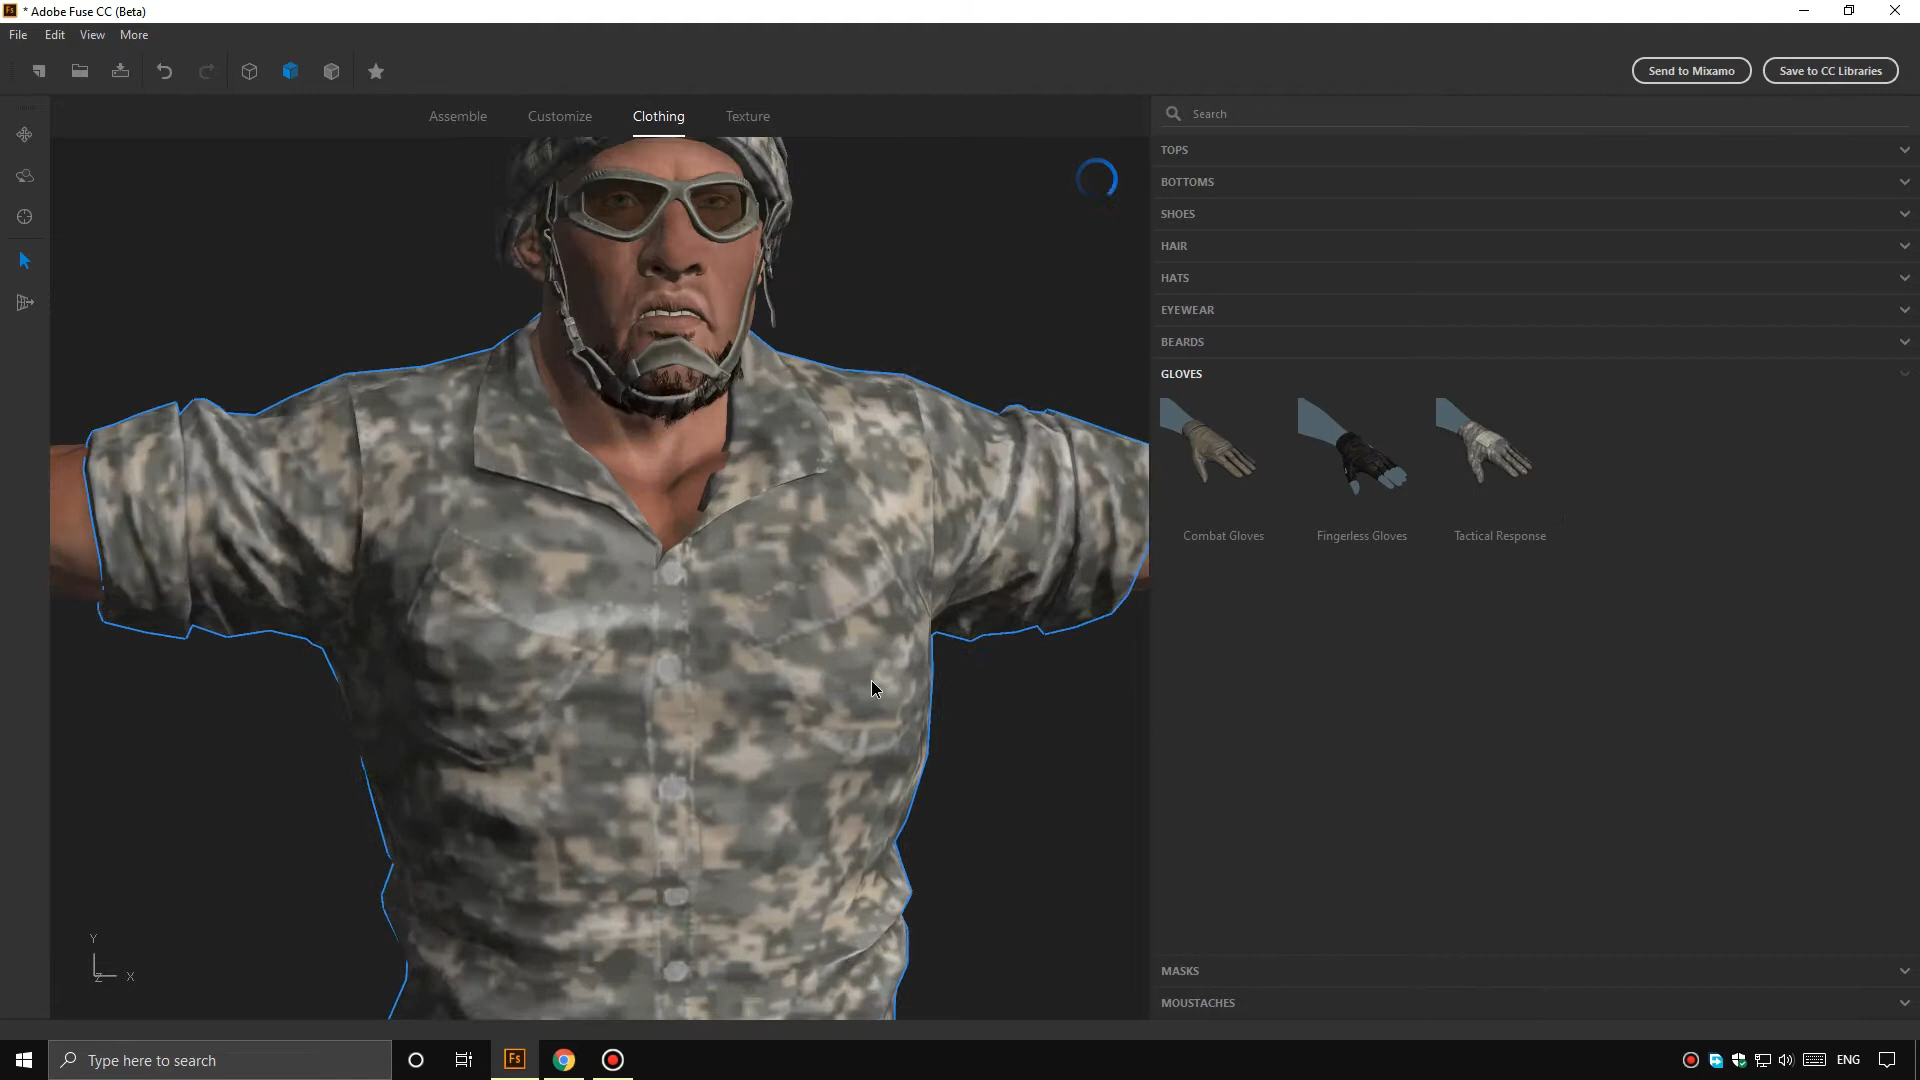 Fs * Adobe Fuse CC (Beta)
File Edit View More
Send to Mixamo Save to CC Libraries
Assemble Customize Clothing Texture
Search
TOPS
BOTTOMS
SHOES
HAIR
HATS
EYEWEAR
BEARDS
GLOVES
Combat Gloves Fingerless Gloves Tactical Response
Y
Z X
MASKS
MOUSTACHES
Type here to search Fs ENG